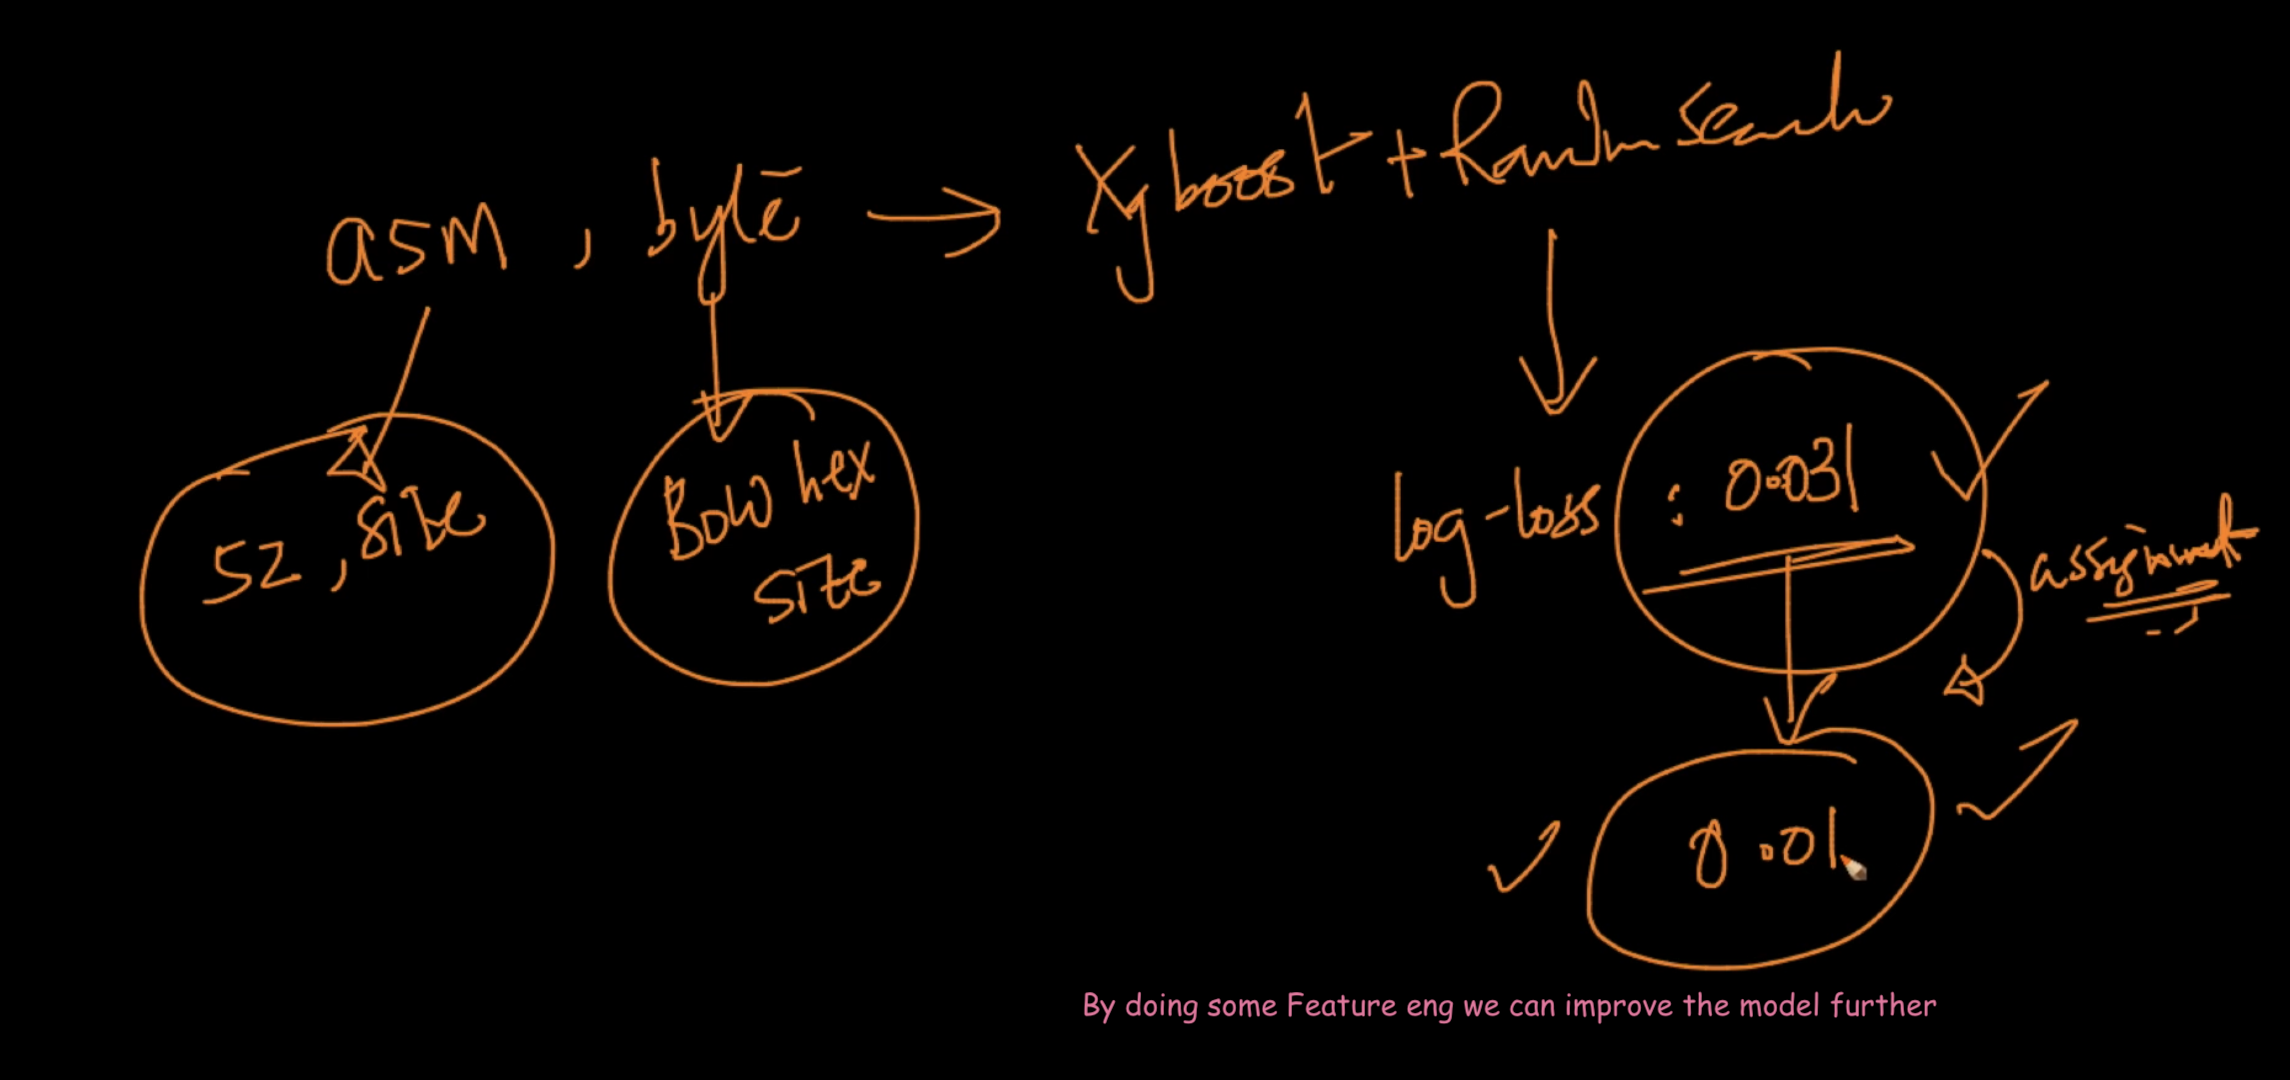 asm , byte → Xgboost + Random Search
52 , size
Bow hex
size
log-loss : 0.031
assignment
0.01
By doing some Feature eng we can improve the model further